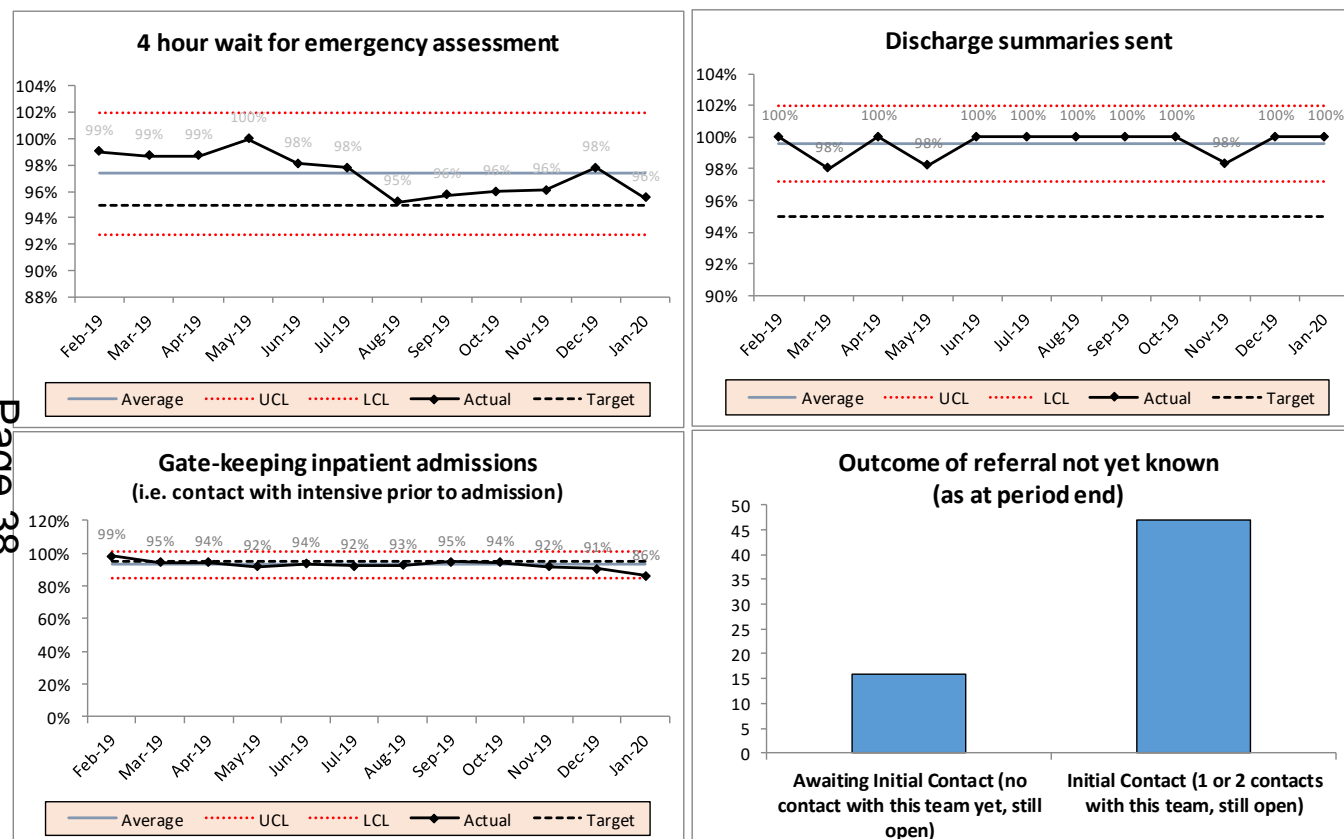 4 hour wait for emergency assessment
104%
102%
100%
98%
96%
94%
92%
90%
88%
99%
99%
99%
100%
98%
98%
95%
96%
96%
96%
98%
96%
Feb-19
Mar-19
Apr-19
May-19
Jun-19
Jul-19
Aug-19
Sep-19
Oct-19
Nov-19
Dec-19
Jan-20
Average UCL LCL Actual Target
Discharge summaries sent
104%
102%
100%
98%
96%
94%
92%
90%
100%
98%
100%
98%
100%
100%
100%
100%
100%
98%
100%
100%
Feb-19
Mar-19
Apr-19
May-19
Jun-19
Jul-19
Aug-19
Sep-19
Oct-19
Nov-19
Dec-19
Jan-20
Average UCL LCL Actual Target
Page 38
Gate-keeping inpatient admissions
(i.e. contact with intensive prior to admission)
120%
100%
80%
60%
40%
20%
0%
99%
95%
94%
92%
94%
92%
93%
95%
94%
92%
91%
86%
Feb-19
Mar-19
Apr-19
May-19
Jun-19
Jul-19
Aug-19
Sep-19
Oct-19
Nov-19
Dec-19
Jan-20
Average UCL LCL Actual Target
Outcome of referral not yet known
(as at period end)
50
45
40
35
30
25
20
15
10
5
0
Awaiting Initial Contact (no
contact with this team yet, still
open)
Initial Contact (1 or 2 contacts
with this team, still open)